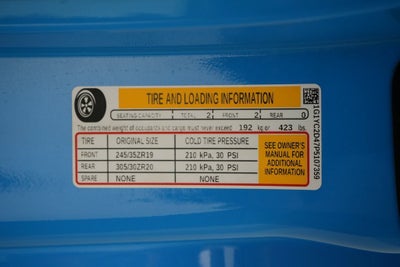 TIRE AND LOADING INFORMATION
SEATING CAPACITY TOTAL 2 FRONT 2 REAR 0
The combined weight of occupants and cargo must never exceed 192 kg or 423 lbs.
TIRE ORIGINAL SIZE COLD TIRE PRESSURE
FRONT 245/35ZR19 210 kPa, 30 PSI
REAR 305/30ZR20 210 kPa, 30 PSI
SPARE NONE NONE
SEE OWNER'S
MANUAL FOR
ADDITIONAL
INFORMATION
1G1YC2D47P5107359